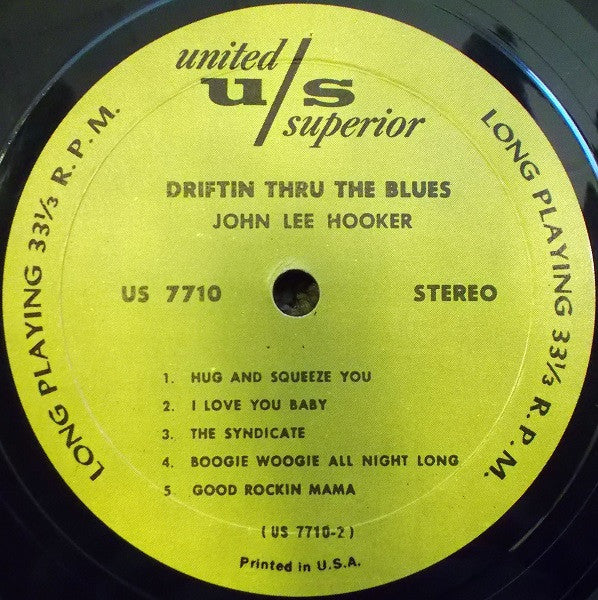 united
u/s
superior
LONG PLAYING 33⅓ R.P.M.
LONG PLAYING 33⅓ R.P.M.
DRIFTIN THRU THE BLUES
JOHN LEE HOOKER
US 7710
STEREO
1. HUG AND SQUEEZE YOU
2. I LOVE YOU BABY
3. THE SYNDICATE
4. BOOGIE WOOGIE ALL NIGHT LONG
5 GOOD ROCKIN MAMA
(US 7710-2)
Printed in U.S.A.